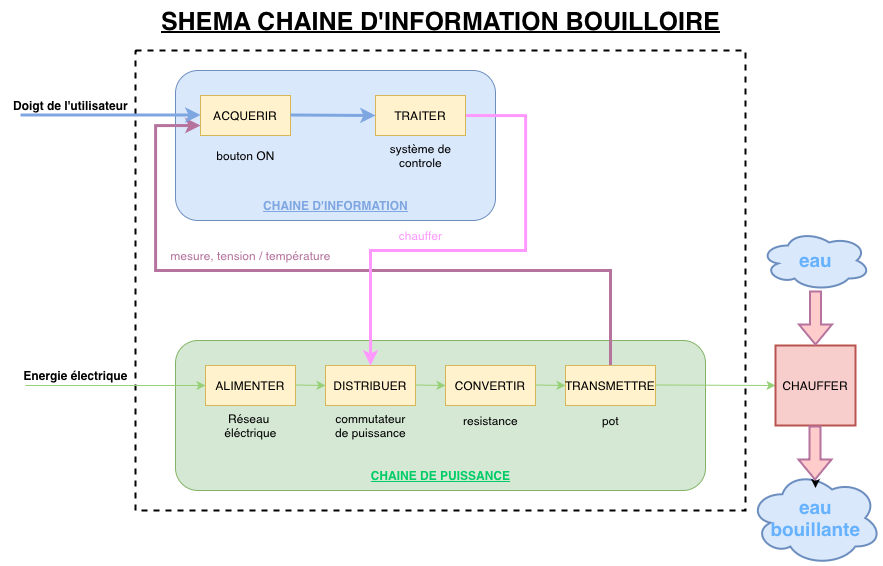 SHEMA CHAINE D'INFORMATION BOUILLOIRE
Doigt de l'utilisateur
ACQUERIR
TRAITER
bouton ON
système de
controle
CHAINE D'INFORMATION
chauffer
mesure, tension / température
eau
Energie électrique
ALIMENTER
DISTRIBUER
CONVERTIR
TRANSMETTRE
CHAUFFER
Réseau
éléctrique
commutateur
de puissance
resistance
pot
CHAINE DE PUISSANCE
eau
bouillante